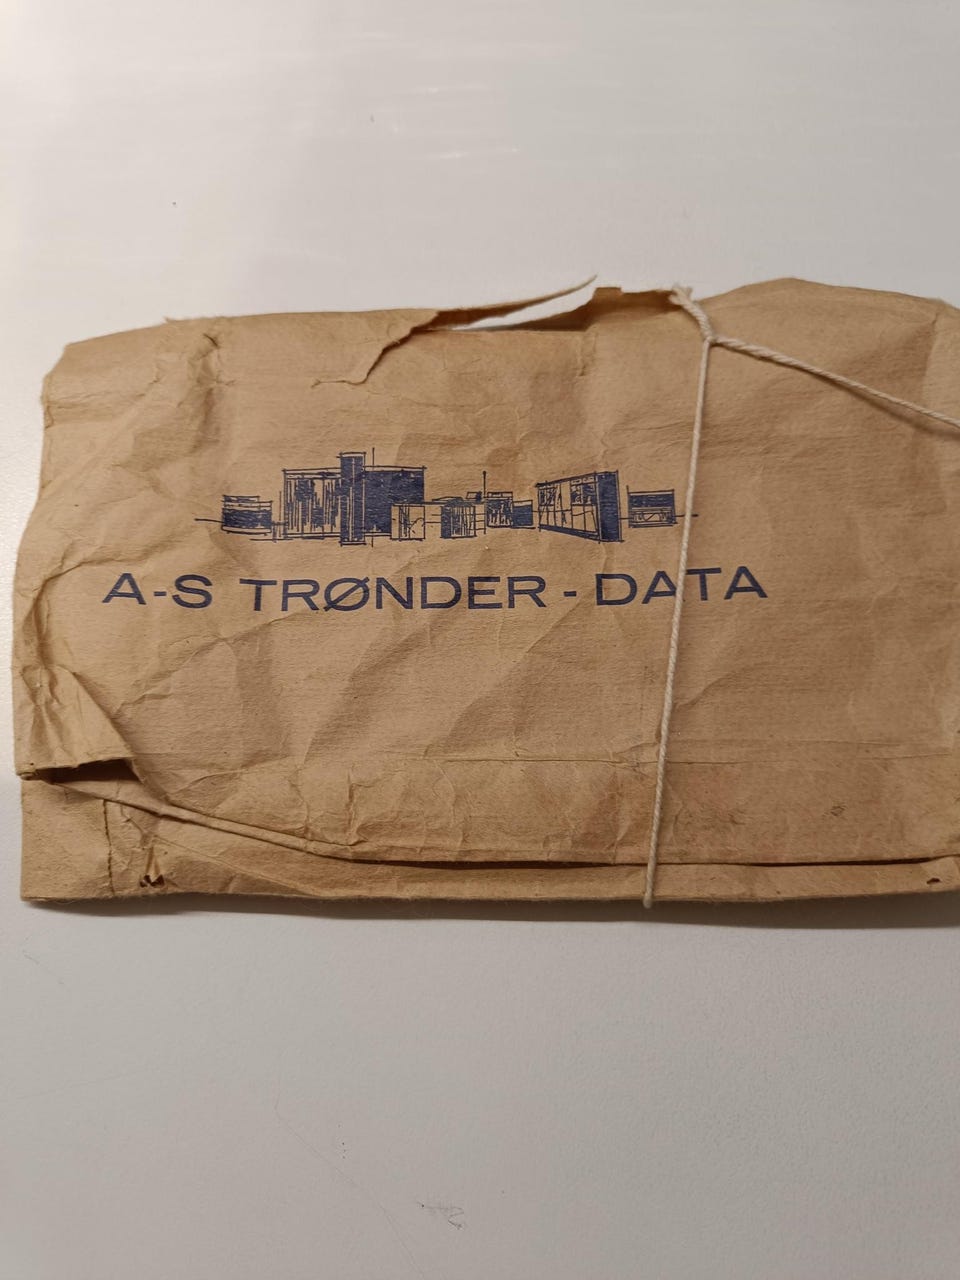 A-S TRØNDER - DATA